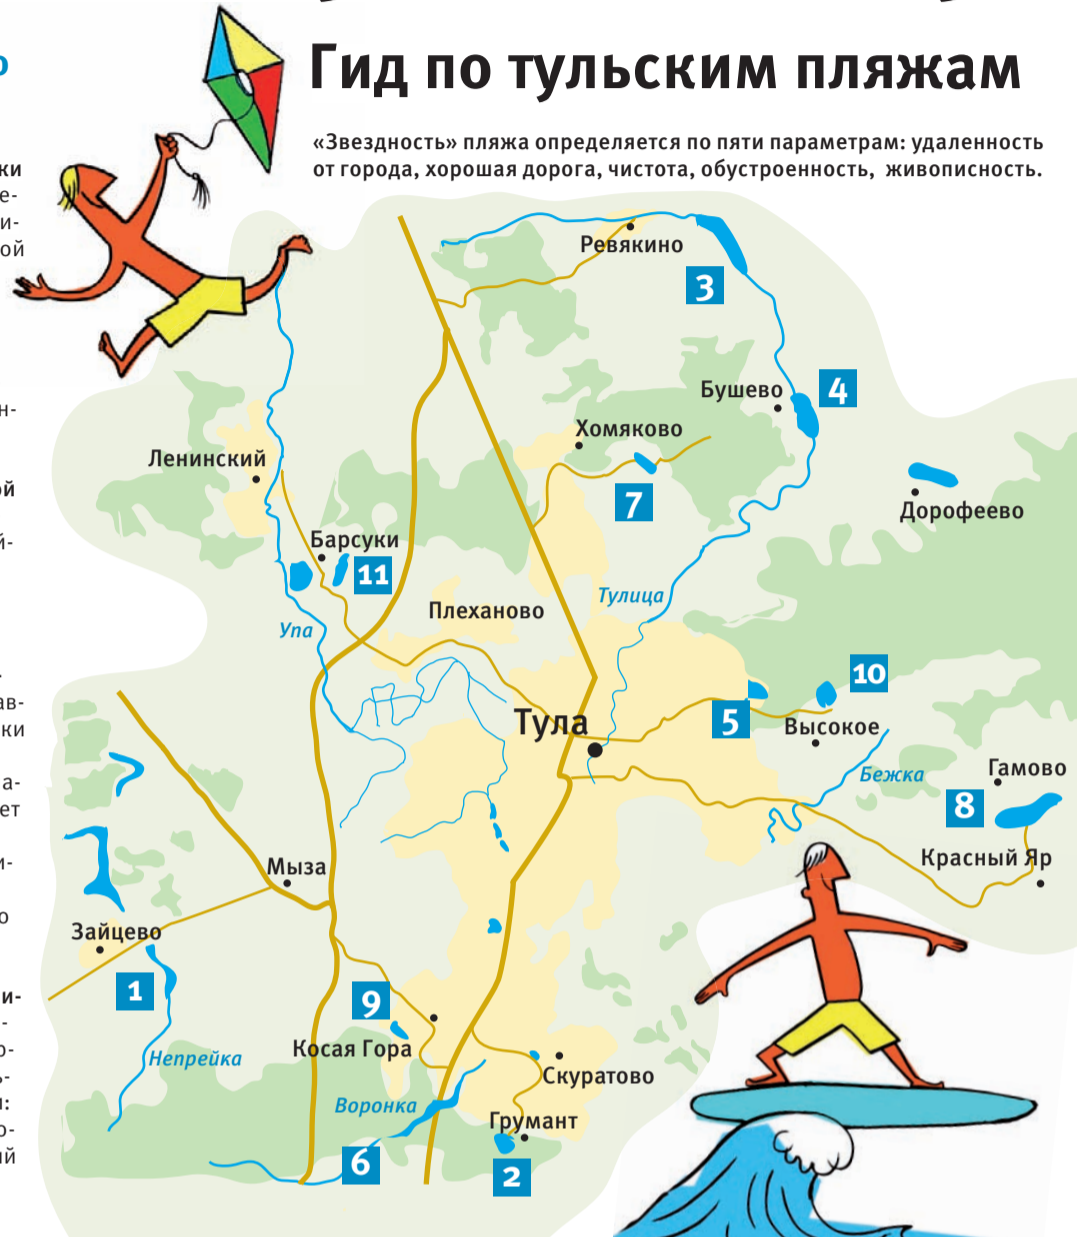 Гид по тульским пляжам
«Звездность» пляжа определяется по пяти параметрам: удаленность
от города, хорошая дорога, чистота, обустроенность, живописность.
Ревякино
3
Бушево
4
Хомяково
Ленинский
7
Дорофеево
Барсуки
11
Тулица
Плеханово
Упа
10
5
Тула
Высокое
Бежка
Гамово
8
Красный Яр
Мыза
Зайцево
1
9
Непрейка
Косая Гора
Скуратово
Воронка
Грумант
6
2